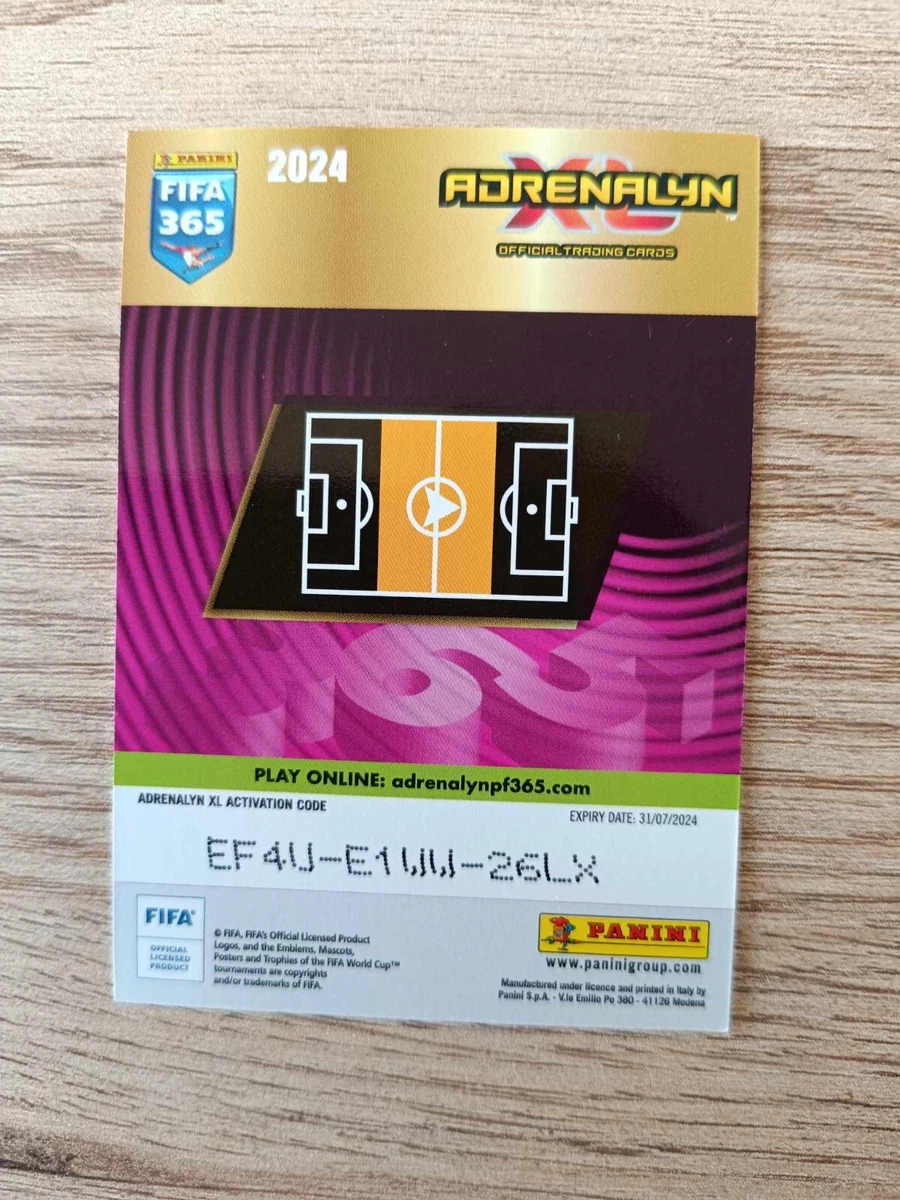 PANINI
FIFA
365
2024
ADRENALYN
XL
™
OFFICIAL TRADING CARDS
365
PLAY ONLINE: adrenalynpf365.com
ADRENALYN XL ACTIVATION CODE
EXPIRY DATE: 31/07/2024
EF4U-E1WW-26LX
FIFA®
OFFICIAL
LICENSED
PRODUCT
© FIFA, FIFA's Official Licensed Product
Logos, and the Emblems, Mascots,
Posters and Trophies of the FIFA World Cup™
tournaments are copyrights
and/or trademarks of FIFA.
PANINI
www.paninigroup.com
Manufactured under licence and printed in Italy by
Panini S.p.A. - V.le Emilio Po 380 - 41126 Modena